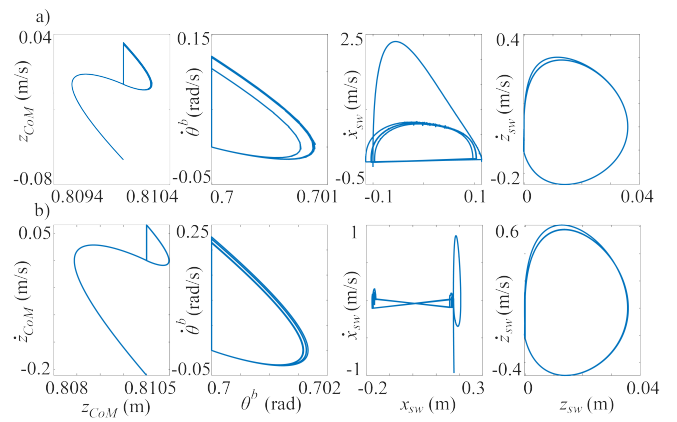 a)
0.04
z_CoM (m/s)
-0.08
0.8094 0.8104
0.15
θ̇^b (rad/s)
-0.05
0.7 0.701
2.5
ẋ_sw (m/s)
-0.5
-0.1 0.1
0.4
ż_sw (m/s)
-0.2
0 0.04
b)
0.05
ż_CoM (m/s)
-0.2
0.808 0.8105
z_CoM (m)
0.25
θ̇^b (rad/s)
-0.05
0.7 0.702
θ^b (rad)
1
ẋ_sw (m/s)
-1
-0.2 0.3
x_sw (m)
0.6
ż_sw (m/s)
-0.4
0 0.04
z_sw (m)